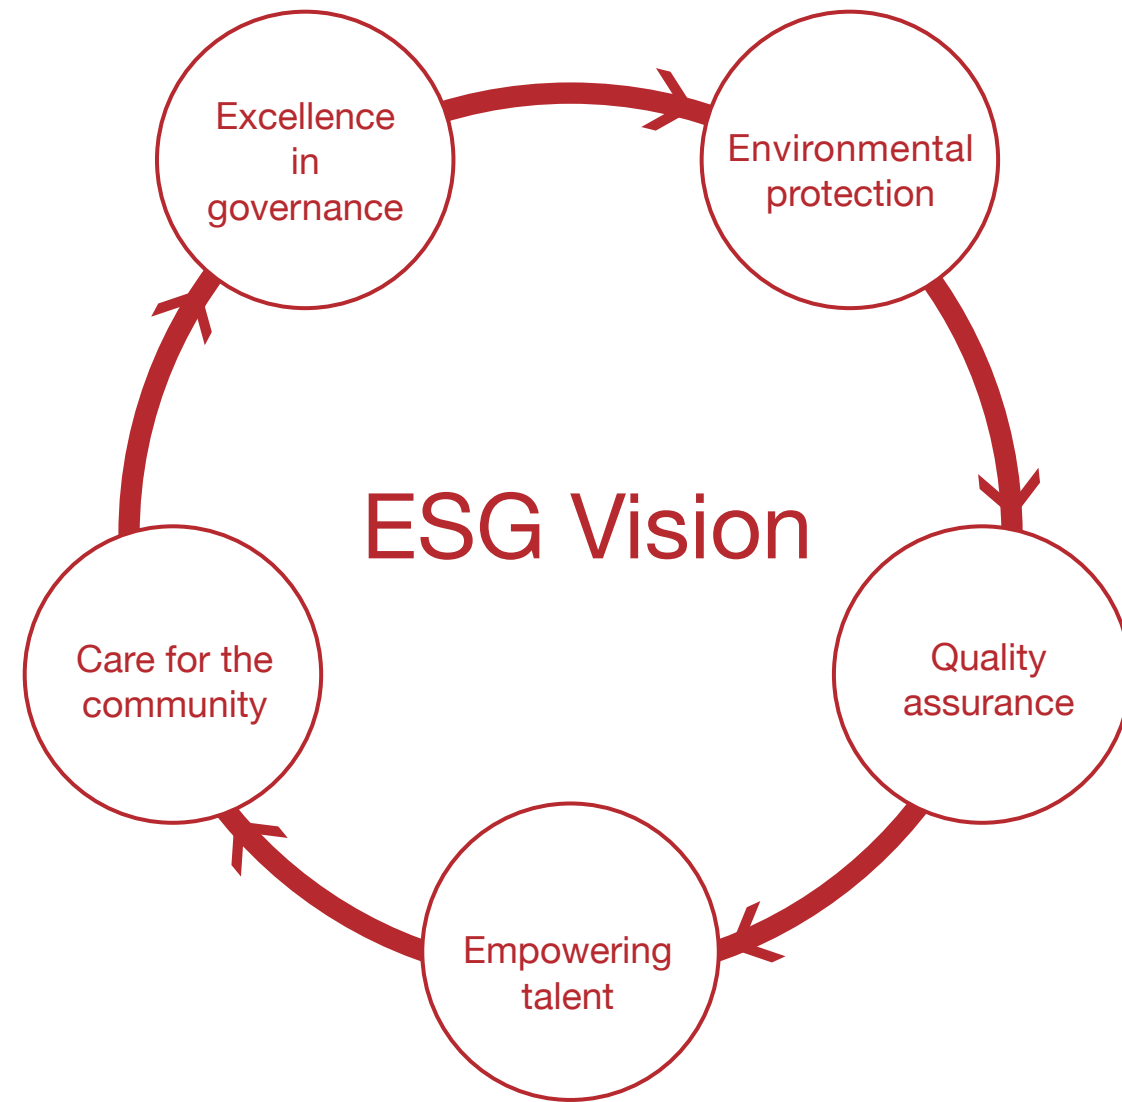 Excellence
in
governance
Environmental
protection
ESG Vision
Care for the
community
Quality
assurance
Empowering
talent